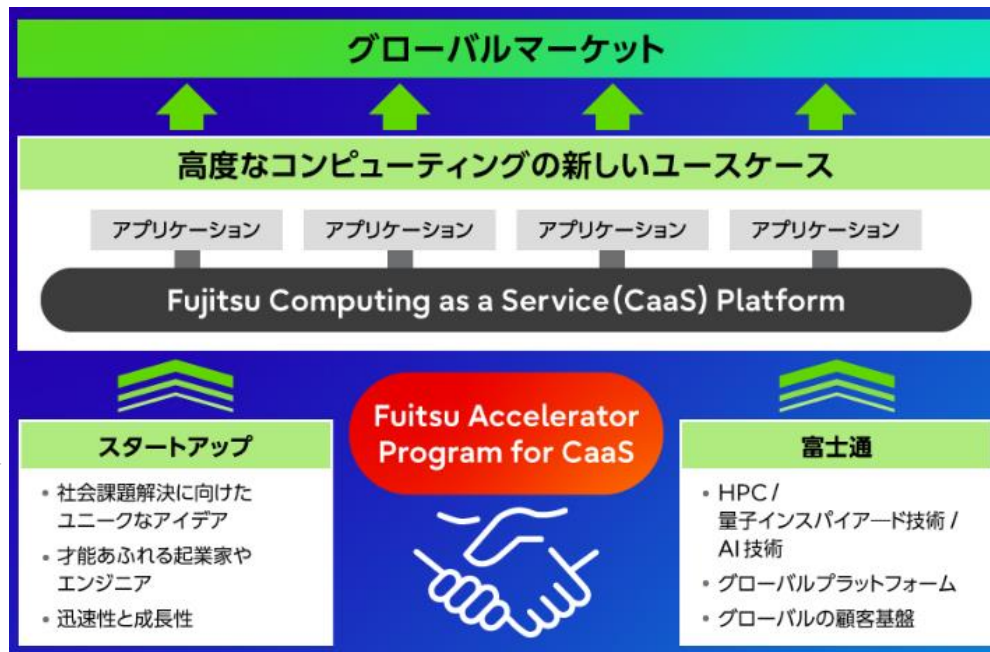 グローバルマーケット
高度なコンピューティングの新しいユースケース
アプリケーション
アプリケーション
アプリケーション
アプリケーション
Fujitsu Computing as a Service(CaaS) Platform
Fuitsu Accelerator
Program for CaaS
スタートアップ
• 社会課題解決に向けた
ユニークなアイデア
• 才能あふれる起業家や
エンジニア
• 迅速性と成長性
富士通
• HPC /
量子インスパイア―ド技術 /
AI 技術
• グローバルプラットフォーム
• グローバルの顧客基盤